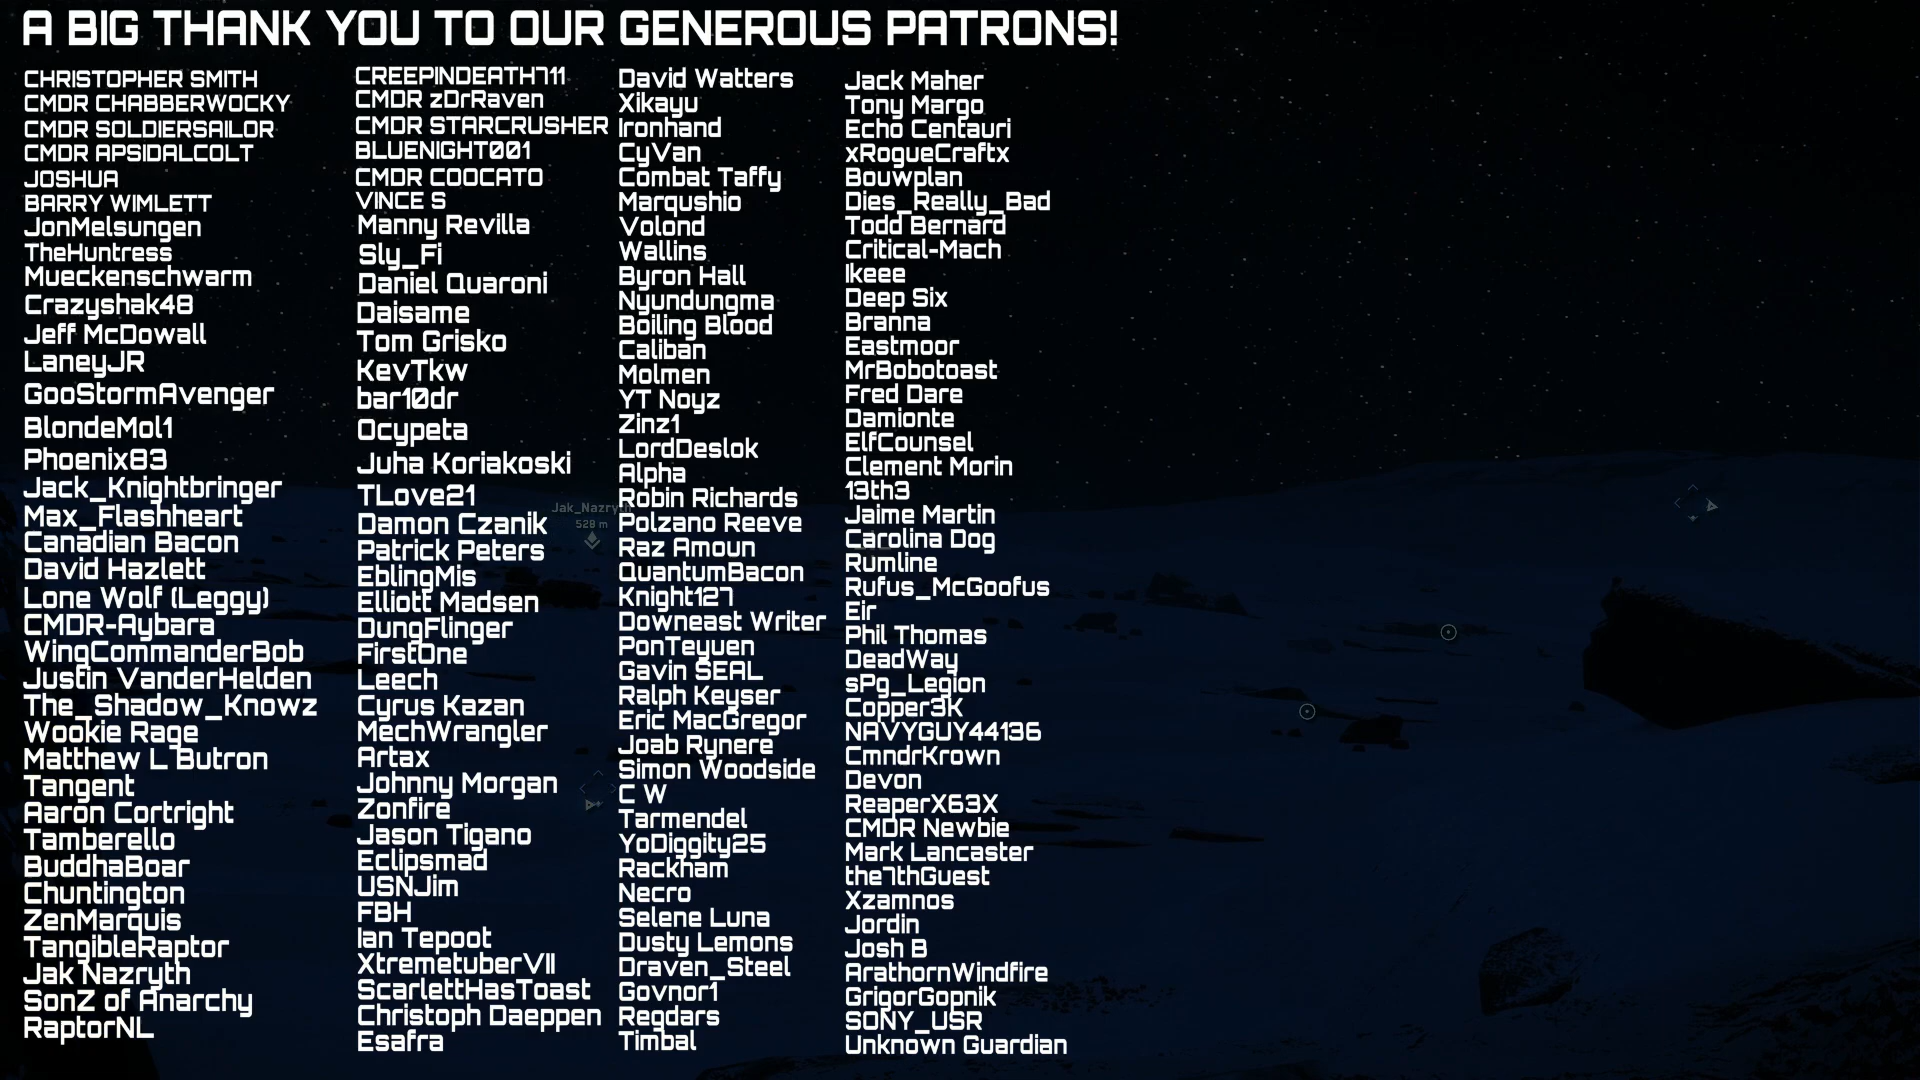 A BIG THANK YOU TO OUR GENEROUS PATRONS!
CHRISTOPHER SMITH
CMDR CHABBERWOCKY
CMDR SOLDIERSAILOR
CMDR APSIDALCOLT
JOSHUA
BARRY WIMLETT
JonMelsungen
TheHuntress
Mueckenschwarm
Crazyshak48
Jeff McDowall
LaneyJR
GooStormAvenger
BlondeMol1
Phoenix83
Jack_Knightbringer
Max_Flashheart
Canadian Bacon
David Hazlett
Lone Wolf (Leggy)
CMDR-Aybara
WingCommanderBob
Justin VanderHelden
The_Shadow_Knowz
Wookie Rage
Matthew L Butron
Tangent
Aaron Cortright
Tamberello
BuddhaBoar
Chuntington
ZenMarquis
TangibleRaptor
Jak Nazryth
SonZ of Anarchy
RaptorNL
CREEPINDEATH711
CMDR zDrRaven
CMDR STARCRUSHER
BLUENIGHT001
CMDR COOCATO
VINCE S
Manny Revilla
Sly_Fi
Daniel Quaroni
Daisame
Tom Grisko
KevTkw
bar10dr
Ocypeta
Juha Koriakoski
TLove21
Damon Czanik
Patrick Peters
EblingMis
Elliott Madsen
DungFlinger
FirstOne
Leech
Cyrus Kazan
MechWrangler
Artax
Johnny Morgan
Zonfire
Jason Tigano
Eclipsmad
USNJim
FBH
Ian Tepoot
XtremetuberVII
ScarlettHasToast
Christoph Daeppen
Esafra
Jak_Nazryth
528 m
David Watters
Xikayu
Ironhand
CyVan
Combat Taffy
Marqushio
Volond
Wallins
Byron Hall
Nyundungma
Boiling Blood
Caliban
Molmen
YT Noyz
Zinz1
LordDeslok
Alpha
Robin Richards
Polzano Reeve
Raz Amoun
QuantumBacon
Knight127
Downeast Writer
PonTeyuen
Gavin SEAL
Ralph Keyser
Eric MacGregor
Joab Rynere
Simon Woodside
C W
Tarmendel
YoDiggity25
Rackham
Necro
Selene Luna
Dusty Lemons
Draven_Steel
Govnor1
Regdars
Timbal
Jack Maher
Tony Margo
Echo Centauri
xRogueCraftx
Bouwplan
Dies_Really_Bad
Todd Bernard
Critical-Mach
Ikeee
Deep Six
Branna
Eastmoor
MrBobotoast
Fred Dare
Damionte
ElfCounsel
Clement Morin
13th3
Jaime Martin
Carolina Dog
Rumline
Rufus_McGoofus
Eir
Phil Thomas
DeadWay
sPg_Legion
Copper3K
NAVYGUY44136
CmndrKrown
Devon
ReaperX63X
CMDR Newbie
Mark Lancaster
the7thGuest
Xzamnos
Jordin
Josh B
ArathornWindfire
GrigorGopnik
SONY_USR
Unknown Guardian